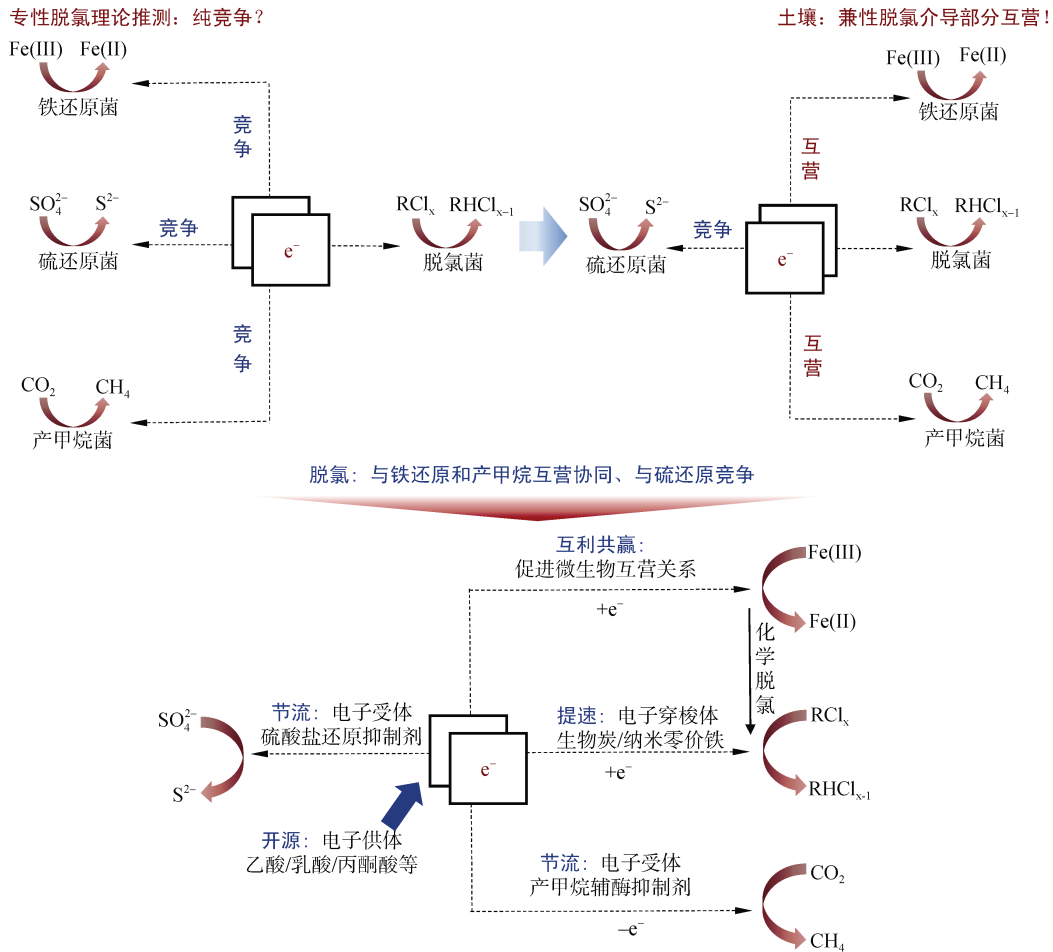 专性脱氯理论推测：纯竞争？
Fe(III) Fe(II)
铁还原菌
竞争
SO₄²⁻ S²⁻
硫还原菌
竞争
e⁻
RClₓ RHClₓ₋₁
脱氯菌
竞争
CO₂ CH₄
产甲烷菌
土壤：兼性脱氯介导部分互营！
Fe(III) Fe(II)
铁还原菌
互营
SO₄²⁻ S²⁻
硫还原菌
竞争
e⁻
RClₓ RHClₓ₋₁
脱氯菌
互营
CO₂ CH₄
产甲烷菌
脱氯：与铁还原和产甲烷互营协同、与硫还原竞争
互利共赢：
促进微生物互营关系
+e⁻
Fe(III)
Fe(II)
化学脱氯
SO₄²⁻
S²⁻
节流：电子受体
硫酸盐还原抑制剂
e⁻
提速：电子穿梭体
生物炭/纳米零价铁
+e⁻
RClₓ
RHClₓ₋₁
开源：电子供体
乙酸/乳酸/丙酮酸等
节流：电子受体
产甲烷辅酶抑制剂
–e⁻
CO₂
CH₄